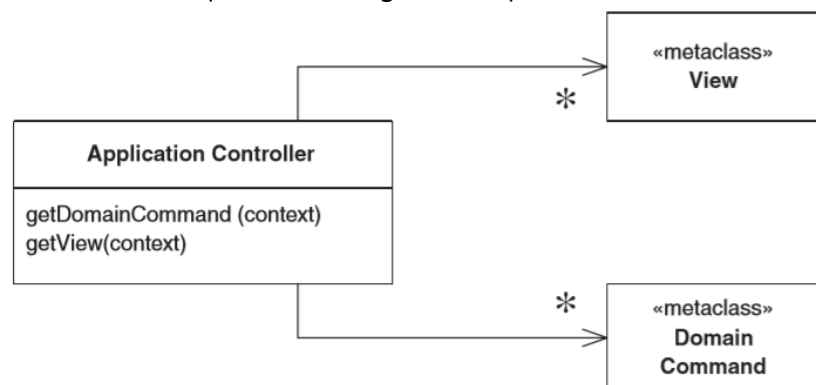 «metaclass»
View
*
Application Controller
getDomainCommand (context)
getView(context)
*
«metaclass»
Domain
Command